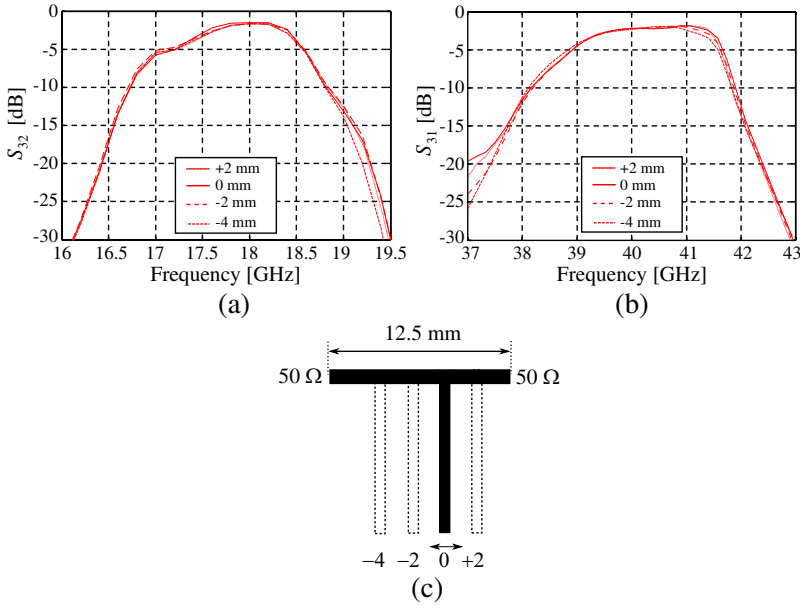 0
-5
-10
-15
-20
-25
-30
S32 [dB]
+2 mm
0 mm
-2 mm
-4 mm
16 16.5 17 17.5 18 18.5 19 19.5
Frequency [GHz]
(a)
0
-5
-10
-15
-20
-25
-30
S31 [dB]
+2 mm
0 mm
-2 mm
-4 mm
37 38 39 40 41 42 43
Frequency [GHz]
(b)
12.5 mm
50 Ω 50 Ω
−4 −2 0 +2
(c)